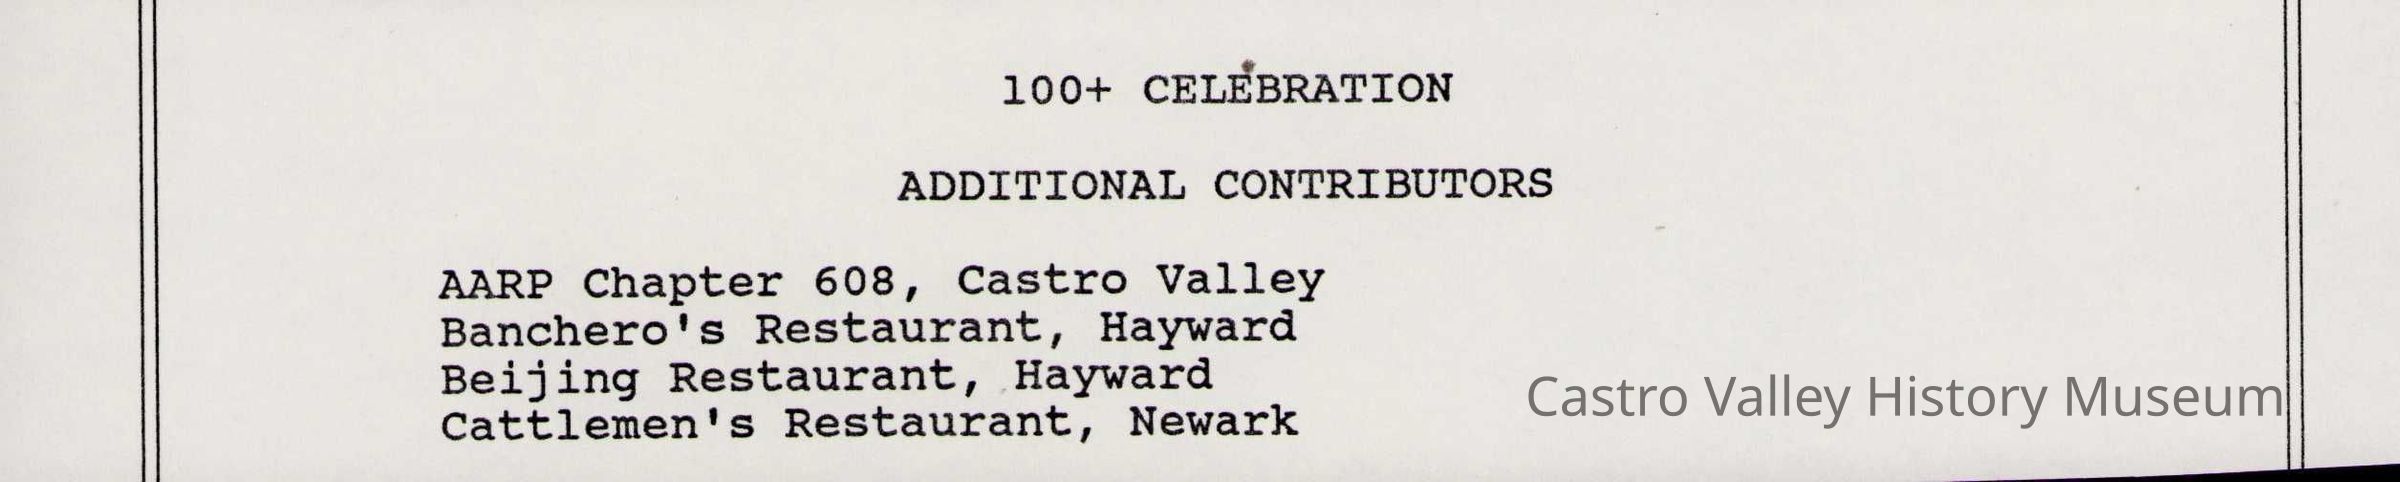 100+ CELEBRATION
ADDITIONAL CONTRIBUTORS
AARP Chapter 608, Castro Valley
Banchero's Restaurant, Hayward
Beijing Restaurant, Hayward
Cattlemen's Restaurant, Newark
Castro Valley History Museum